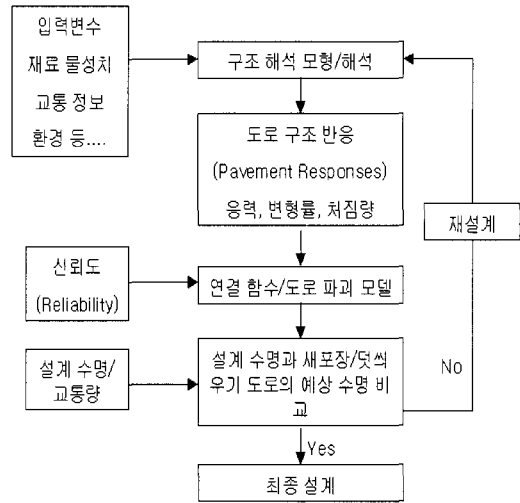 입력변수
재료 물성치
교통 정보
환경 등....
구조 해석 모형/해석
도로 구조 반응
(Pavement Responses)
응력, 변형률, 처짐량
재설계
신뢰도
(Reliability)
연결 함수/도로 파괴 모델
설계 수명/
교통량
설계 수명과 새포장/덧씌
우기 도로의 예상 수명 비
교
No
Yes
최종 설계